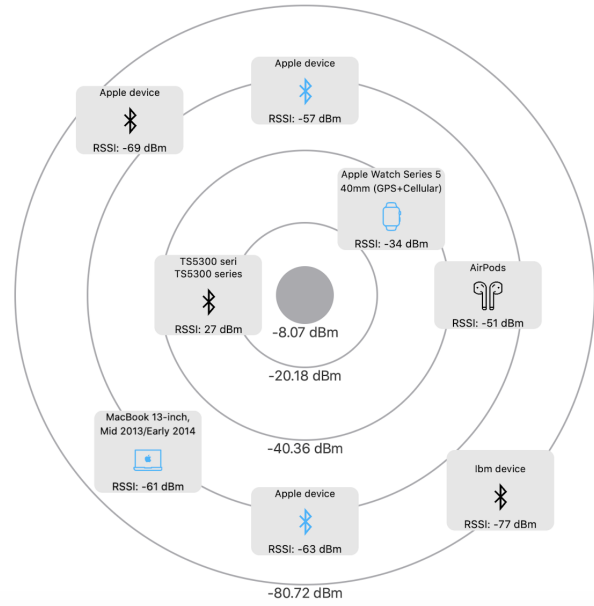 Apple device
RSSI: -57 dBm
Apple device
RSSI: -69 dBm
Apple Watch Series 5
40mm (GPS+Cellular)
RSSI: -34 dBm
TS5300 seri
TS5300 series
RSSI: 27 dBm
AirPods
RSSI: -51 dBm
-8.07 dBm
-20.18 dBm
MacBook 13-inch,
Mid 2013/Early 2014
RSSI: -61 dBm
-40.36 dBm
Ibm device
RSSI: -77 dBm
Apple device
RSSI: -63 dBm
-80.72 dBm